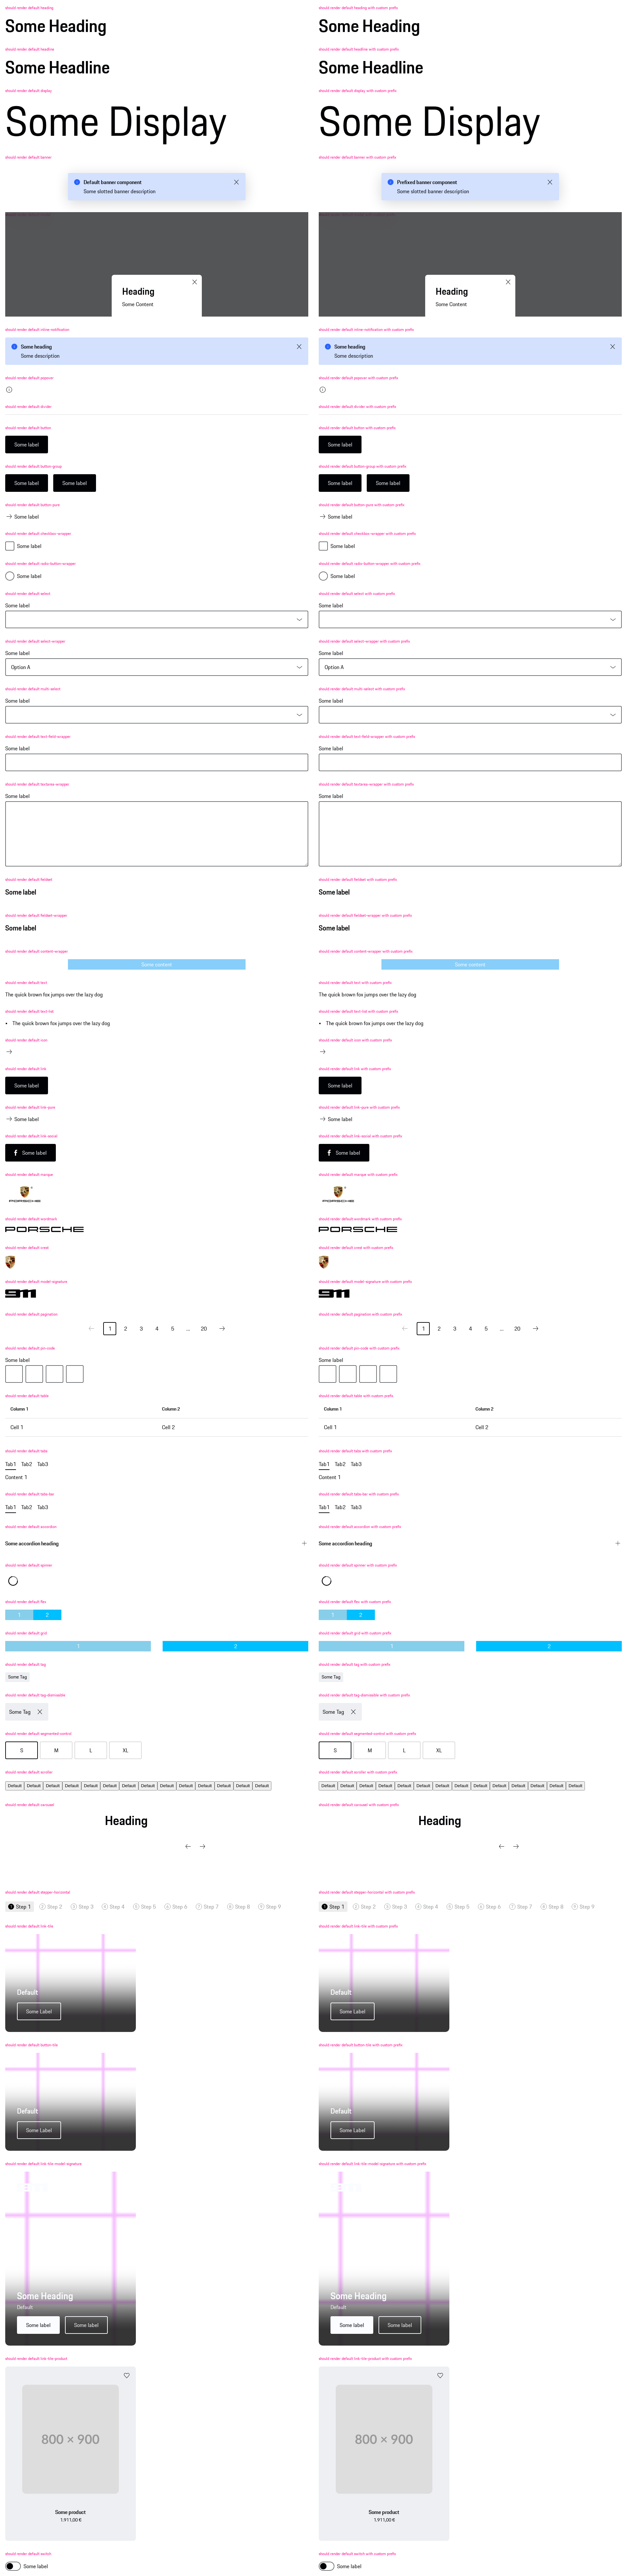 should render default heading
should render default heading with custom prefix
Some Heading
Some Heading
should render default headline
should render default headline with custom prefix
Some Headline
Some Headline
should render default display
should render default display with custom prefix
Some Display
Some Display
should render default banner
should render default banner with custom prefix
Default banner component
Some slotted banner description
Prefixed banner component
Some slotted banner description
Heading
Some Content
Heading
Some Content
should render default inline-notification
should render default inline-notification with custom prefix
Some heading
Some description
Some heading
Some description
should render default popover
should render default popover with custom prefix
should render default divider
should render default divider with custom prefix
should render default button
should render default button with custom prefix
Some label
Some label
should render default button-group
should render default button-group with custom prefix
Some label Some label
Some label Some label
should render default button-pure
should render default button-pure with custom prefix
Some label
Some label
should render default checkbox-wrapper
should render default checkbox-wrapper with custom prefix
Some label
Some label
should render default radio-button-wrapper
should render default radio-button-wrapper with custom prefix
Some label
Some label
should render default select
should render default select with custom prefix
Some label
Some label
should render default select-wrapper
should render default select-wrapper with custom prefix
Some label
Option A
Some label
Option A
should render default multi-select
should render default multi-select with custom prefix
Some label
Some label
should render default text-field-wrapper
should render default text-field-wrapper with custom prefix
Some label
Some label
should render default textarea-wrapper
should render default textarea-wrapper with custom prefix
Some label
Some label
should render default fieldset
should render default fieldset with custom prefix
Some label
Some label
should render default fieldset-wrapper
should render default fieldset-wrapper with custom prefix
Some label
Some label
should render default content-wrapper
should render default content-wrapper with custom prefix
Some content
Some content
should render default text
should render default text with custom prefix
The quick brown fox jumps over the lazy dog
The quick brown fox jumps over the lazy dog
should render default text-list
should render default text-list with custom prefix
• The quick brown fox jumps over the lazy dog
• The quick brown fox jumps over the lazy dog
should render default icon
should render default icon with custom prefix
should render default link
should render default link with custom prefix
Some label
Some label
should render default link-pure
should render default link-pure with custom prefix
Some label
Some label
should render default link-social
should render default link-social with custom prefix
Some label
Some label
should render default marque
should render default marque with custom prefix
PORSCHE
PORSCHE
should render default wordmark
should render default wordmark with custom prefix
PORSCHE
PORSCHE
should render default crest
should render default crest with custom prefix
should render default model-signature
should render default model-signature with custom prefix
911
911
should render default pagination
should render default pagination with custom prefix
1 2 3 4 5 ... 20
1 2 3 4 5 ... 20
should render default pin-code
should render default pin-code with custom prefix
Some label
Some label
should render default table
should render default table with custom prefix
Column 1 Column 2
Column 1 Column 2
Cell 1 Cell 2
Cell 1 Cell 2
should render default tabs
should render default tabs with custom prefix
Tab1 Tab2 Tab3
Tab1 Tab2 Tab3
Content 1
Content 1
should render default tabs-bar
should render default tabs-bar with custom prefix
Tab1 Tab2 Tab3
Tab1 Tab2 Tab3
should render default accordion
should render default accordion with custom prefix
Some accordion heading
Some accordion heading
should render default spinner
should render default spinner with custom prefix
should render default flex
should render default flex with custom prefix
1 2
1 2
should render default grid
should render default grid with custom prefix
1 2
1 2
should render default tag
should render default tag with custom prefix
Some Tag
Some Tag
should render default tag-dismissible
should render default tag-dismissible with custom prefix
Some Tag
Some Tag
should render default segmented-control
should render default segmented-control with custom prefix
S M L XL
S M L XL
should render default scroller
should render default scroller with custom prefix
Default Default Default Default Default Default Default Default Default Default Default Default Default Default
Default Default Default Default Default Default Default Default Default Default Default Default Default Default
should render default carousel
should render default carousel with custom prefix
Heading
Heading
should render default stepper-horizontal
should render default stepper-horizontal with custom prefix
1 Step 1 2 Step 2 3 Step 3 4 Step 4 5 Step 5 6 Step 6 7 Step 7 8 Step 8 9 Step 9
1 Step 1 2 Step 2 3 Step 3 4 Step 4 5 Step 5 6 Step 6 7 Step 7 8 Step 8 9 Step 9
should render default link-tile
should render default link-tile with custom prefix
Default
Some Label
Default
Some Label
should render default button-tile
should render default button-tile with custom prefix
Default
Some Label
Default
Some Label
should render default link-tile-model-signature
should render default link-tile-model-signature with custom prefix
Some Heading
Default
Some label Some label
Some Heading
Default
Some label Some label
should render default link-tile-product
should render default link-tile-product with custom prefix
800 × 900
Some product
1.911,00 €
800 × 900
Some product
1.911,00 €
should render default switch
should render default switch with custom prefix
Some label
Some label